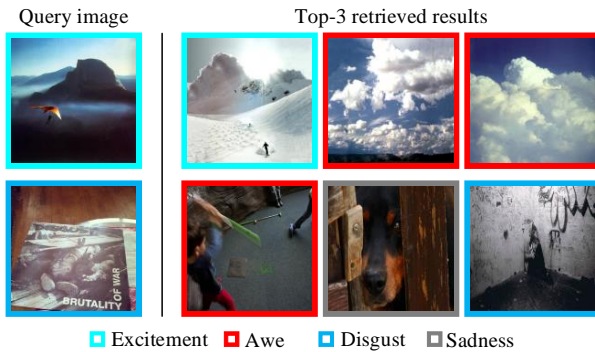 Query image
Top-3 retrieved results
BRUTALITY
OF WAR
Excitement
Awe
Disgust
Sadness